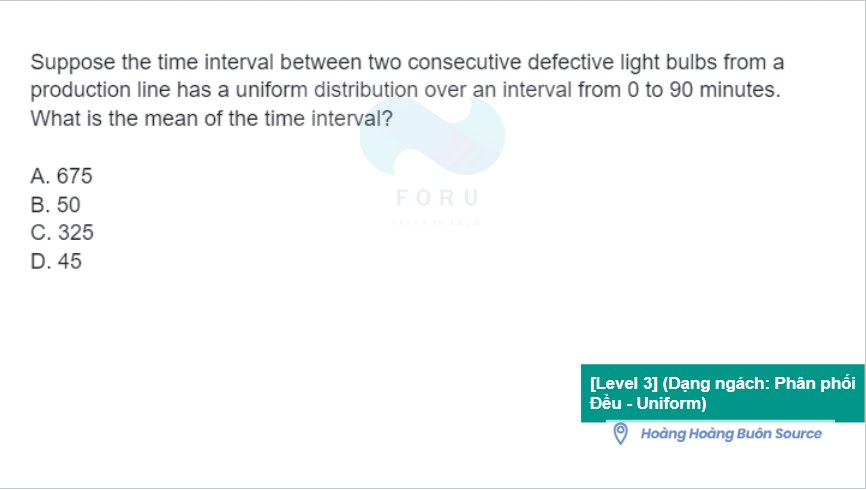 Suppose the time interval between two consecutive defective light bulbs from a
production line has a uniform distribution over an interval from 0 to 90 minutes.
What is the mean of the time interval?
A. 675
B. 50
C. 325
D. 45
FORU
[Level 3] (Dạng ngách: Phân phối
Đều - Uniform)
Hoàng Hoàng Buôn Source